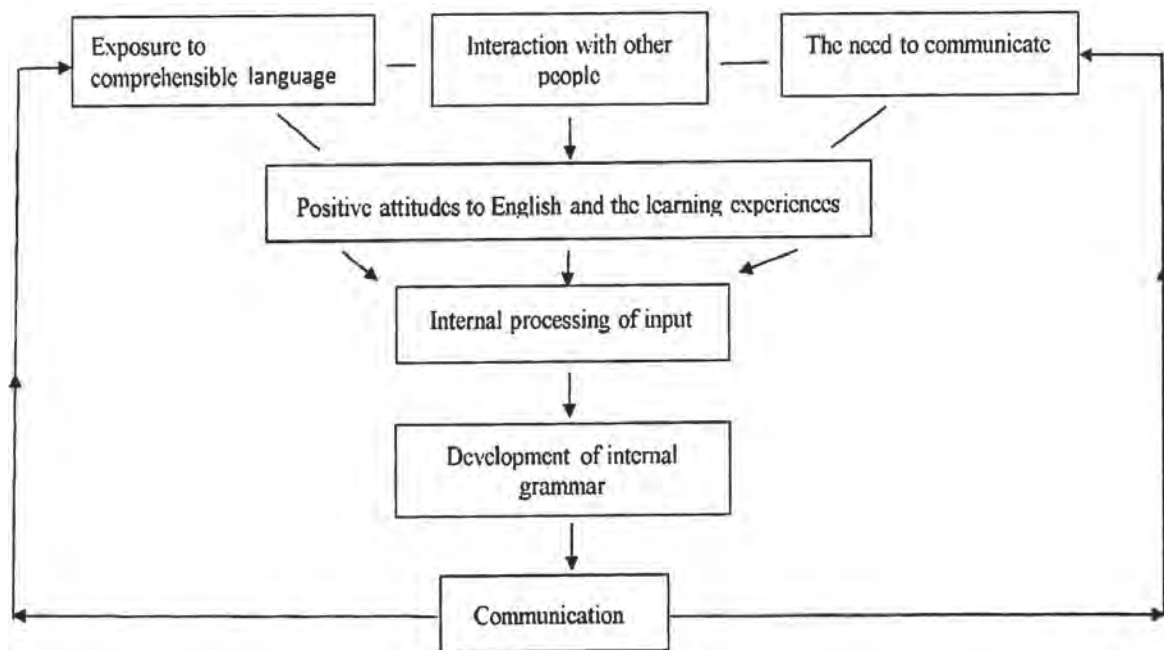 Exposure to
comprehensible language
Interaction with other
people
The need to communicate
Positive attitudes to English and the learning experiences
Internal processing of input
Development of internal
grammar
Communication